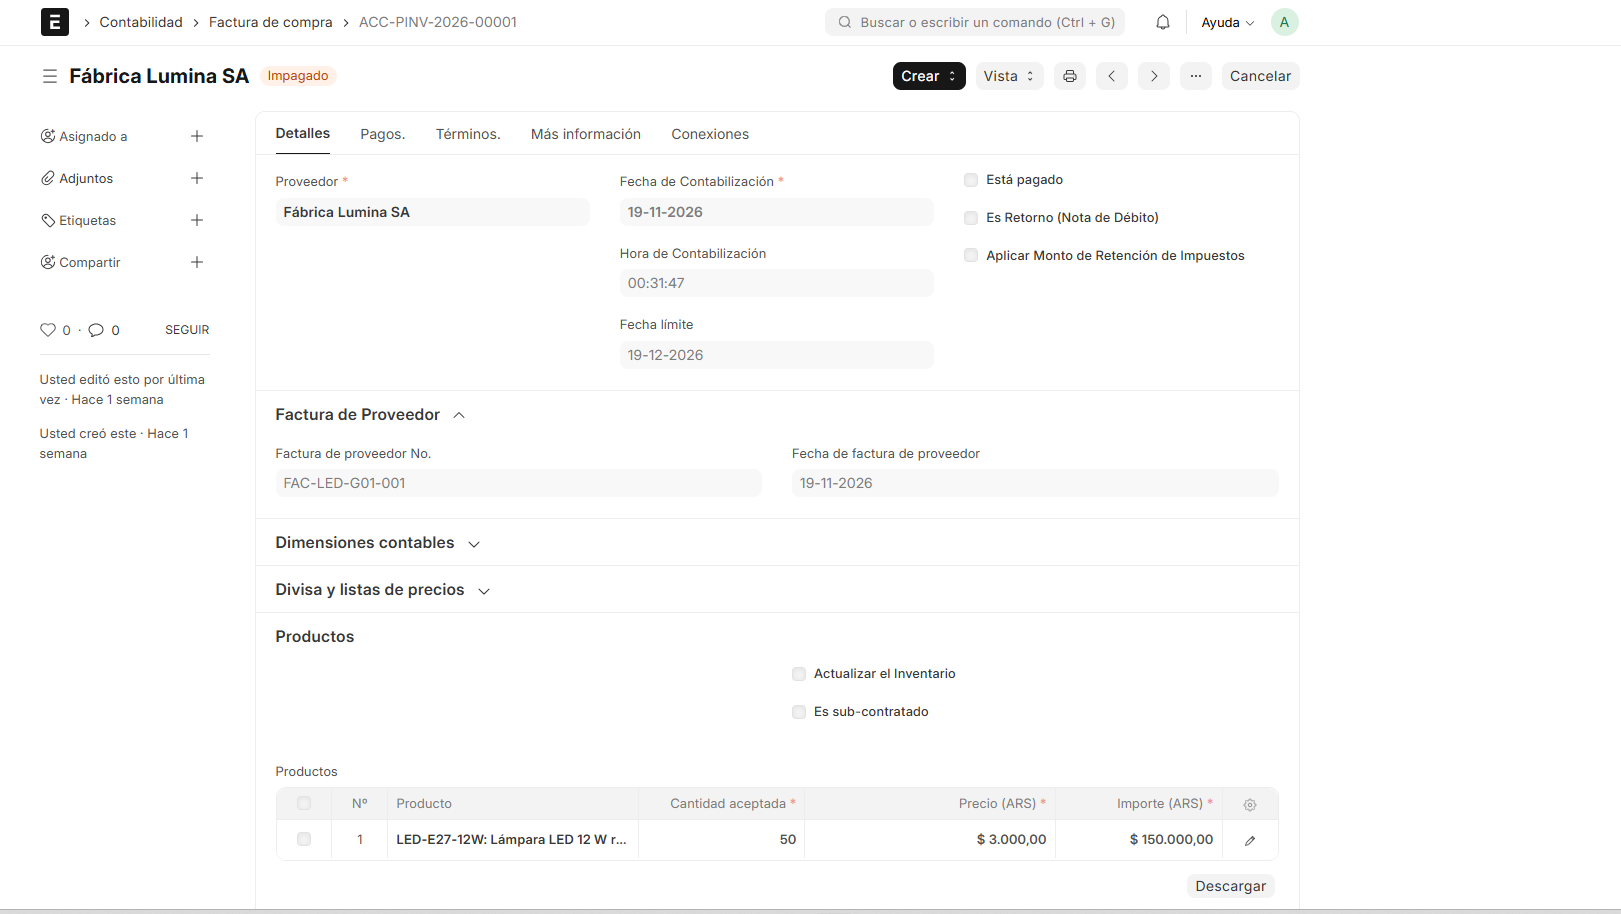 E
Contabilidad
Factura de compra
ACC-PINV-2026-00001
Buscar o escribir un comando (Ctrl + G)
Ayuda
A
Fábrica Lumina SA
Impagado
Crear
Vista
Cancelar
Asignado a
Adjuntos
Etiquetas
Compartir
0 · 0
SEGUIR
Usted editó esto por última
vez · Hace 1 semana
Usted creó este · Hace 1
semana
Detalles
Pagos.
Términos.
Más información
Conexiones
Proveedor *
Fábrica Lumina SA
Fecha de Contabilización *
19-11-2026
Hora de Contabilización
00:31:47
Fecha límite
19-12-2026
Está pagado
Es Retorno (Nota de Débito)
Aplicar Monto de Retención de Impuestos
Factura de Proveedor
Factura de proveedor No.
FAC-LED-G01-001
Fecha de factura de proveedor
19-11-2026
Dimensiones contables
Divisa y listas de precios
Productos
Actualizar el Inventario
Es sub-contratado
Productos
Nº Producto Cantidad aceptada * Precio (ARS) * Importe (ARS) *
1 LED-E27-12W: Lámpara LED 12 W r... 50 $ 3.000,00 $ 150.000,00
Descargar